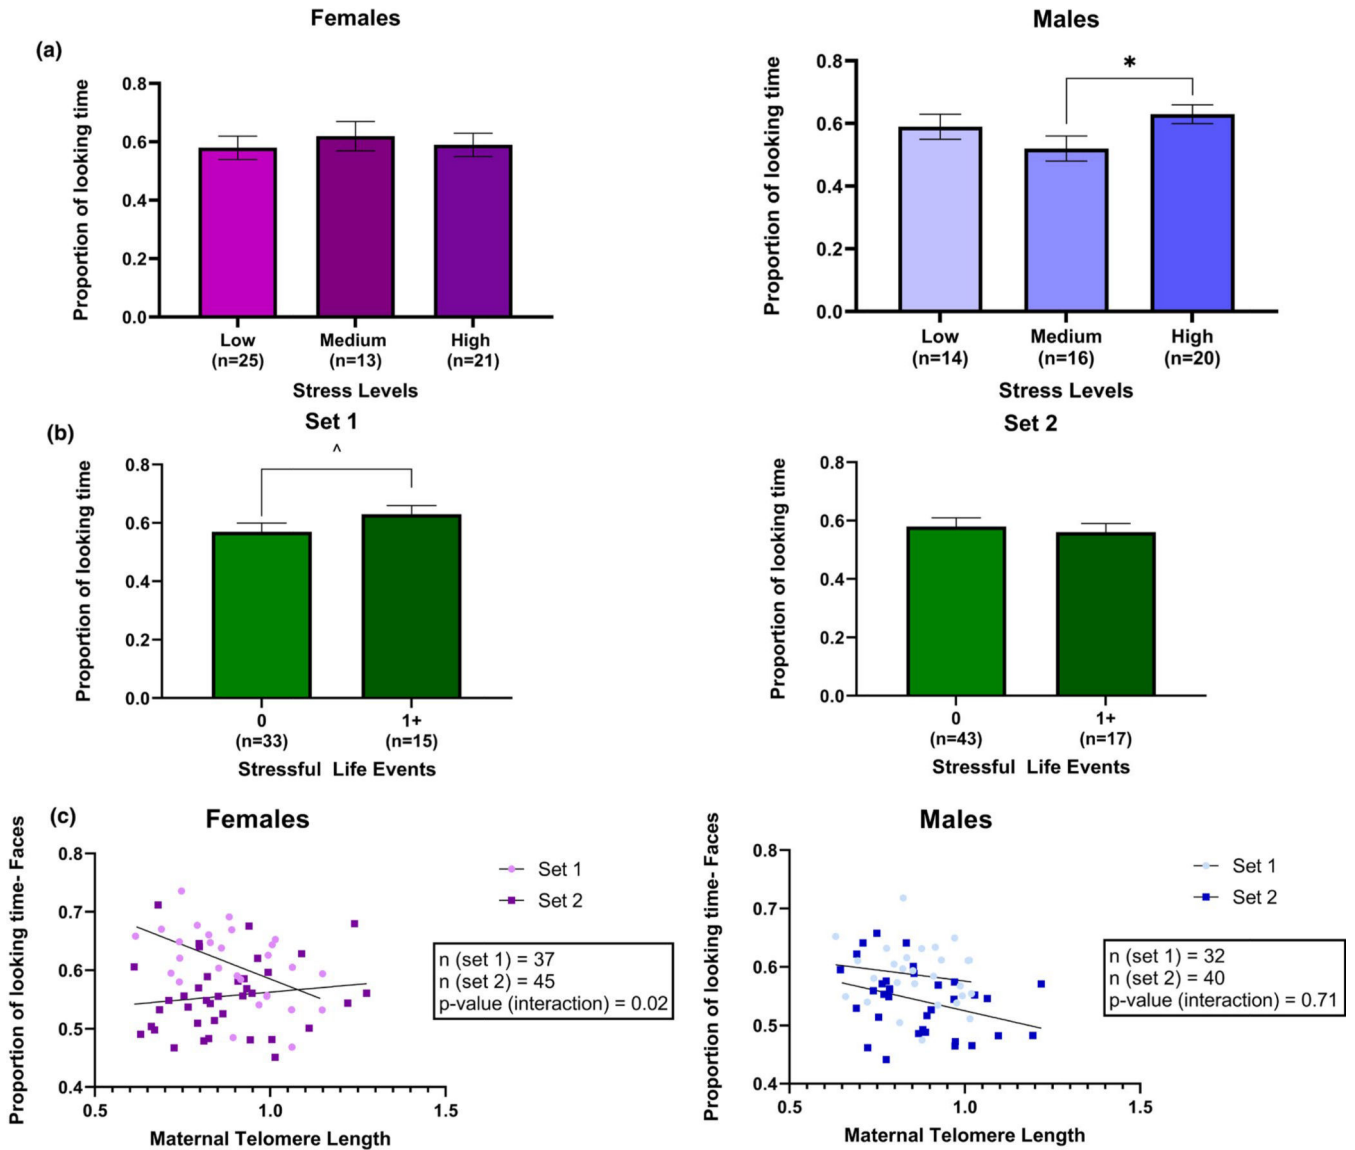 Females
(a)
Proportion of looking time
0.8
0.6
0.4
0.2
0.0
Low Medium High
(n=25) (n=13) (n=21)
Stress Levels
Males
Proportion of looking time
0.8
0.6
0.4
0.2
0.0
*
Low Medium High
(n=14) (n=16) (n=20)
Stress Levels
(b)
Set 1
^
Proportion of looking time
0.8
0.6
0.4
0.2
0.0
0 1+
(n=33) (n=15)
Stressful Life Events
Set 2
Proportion of looking time
0.8
0.6
0.4
0.2
0.0
0 1+
(n=43) (n=17)
Stressful Life Events
(c)
Females
Proportion of looking time- Faces
0.8
0.7
0.6
0.5
0.4
0.5 1.0 1.5
Maternal Telomere Length
Set 1
Set 2
n (set 1) = 37
n (set 2) = 45
p-value (interaction) = 0.02
Males
Proportion of looking time- Faces
0.8
0.7
0.6
0.5
0.4
0.5 1.0 1.5
Maternal Telomere Length
Set 1
Set 2
n (set 1) = 32
n (set 2) = 40
p-value (interaction) = 0.71